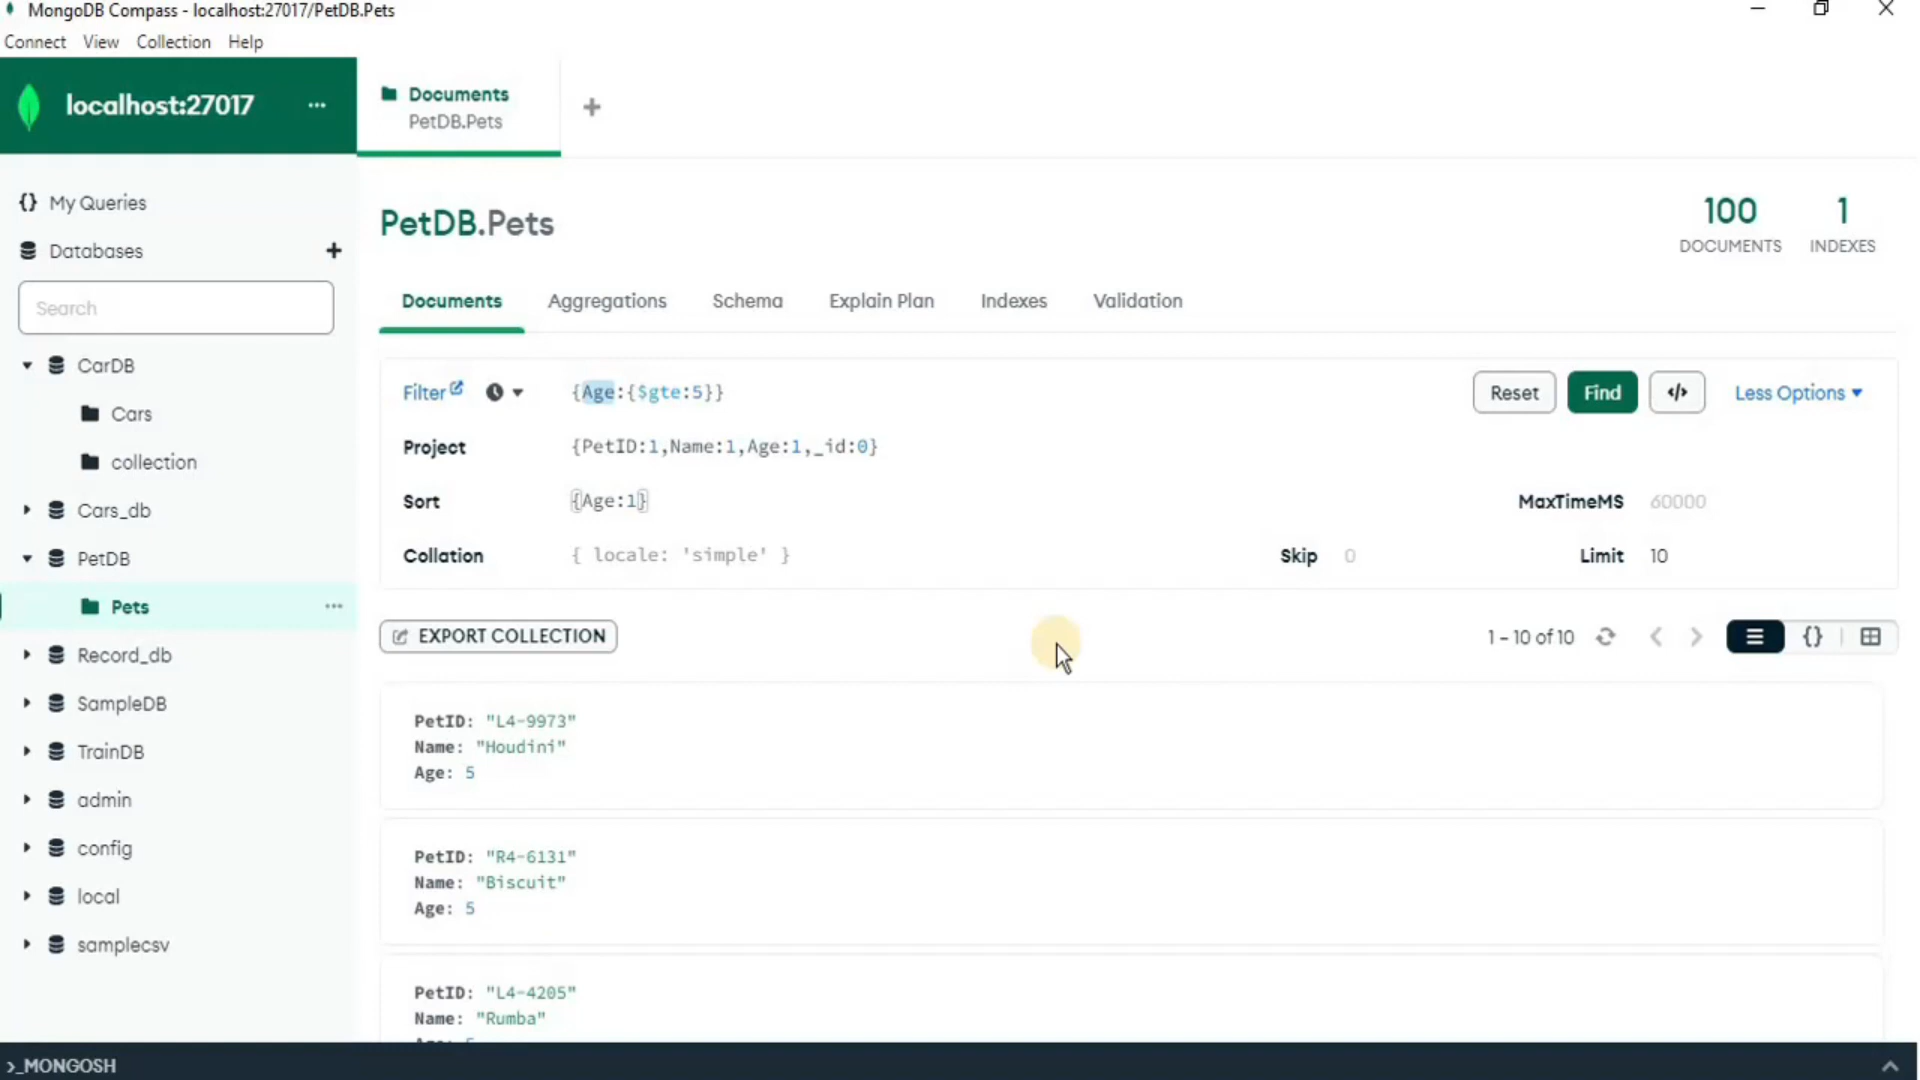 MongoDB Compass - localhost:27017/PetDB.Pets
Connect View Collection Help
localhost:27017 ...
Documents
PetDB.Pets
+
{} My Queries
Databases +
Search
CarDB
Cars
collection
Cars_db
PetDB
Pets ...
Record_db
SampleDB
TrainDB
admin
config
local
samplecsv
PetDB.Pets
100
DOCUMENTS
1
INDEXES
Documents Aggregations Schema Explain Plan Indexes Validation
Filter {Age:{$gte:5}} Reset Find </> Less Options
Project {PetID:1,Name:1,Age:1,_id:0}
Sort {Age:1} MaxTimeMS 60000
Collation { locale: 'simple' } Skip 0 Limit 10
EXPORT COLLECTION 1 – 10 of 10 {}
PetID: "L4-9973"
Name: "Houdini"
Age: 5
PetID: "R4-6131"
Name: "Biscuit"
Age: 5
PetID: "L4-4205"
Name: "Rumba"
Age: 5
>_MONGOSH